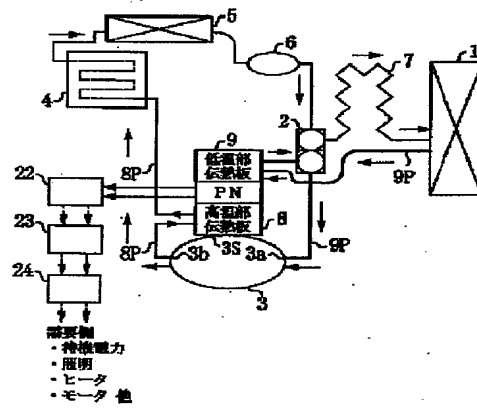 5
6
7
1
4
2
9
低温部
伝熱板
8P
9P
22
PN
高温部
伝熱板
8
23
8P
3S
9P
3b
3a
24
3
需要側
・待機電力
・照明
・ヒータ
・モータ 他